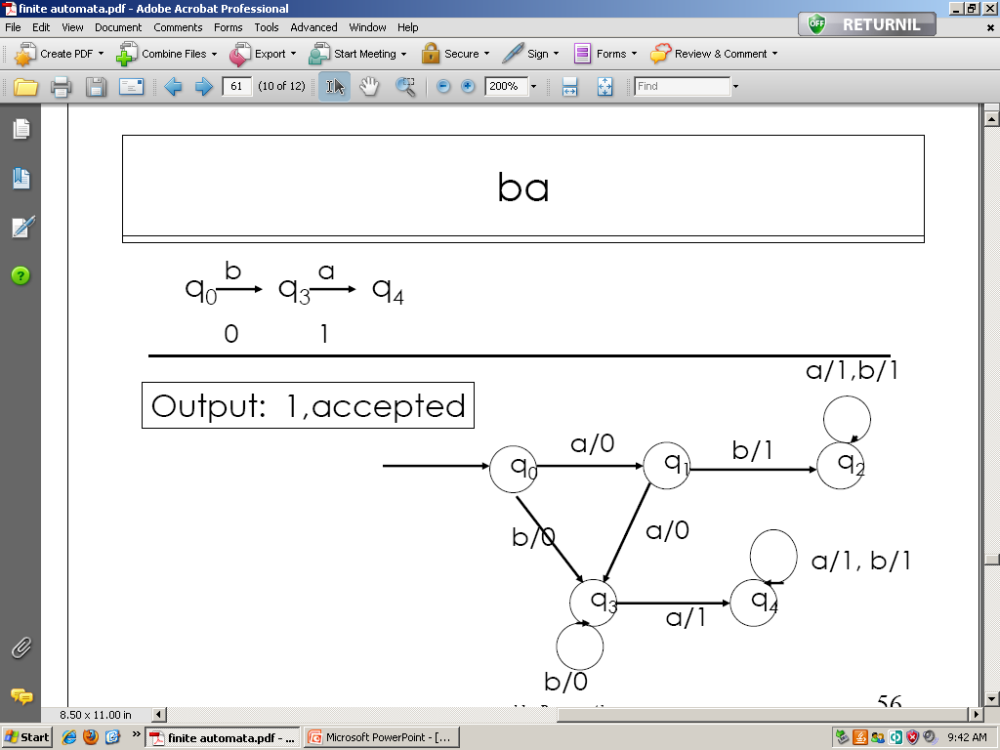 finite automata.pdf - Adobe Acrobat Professional
File Edit View Document Comments Forms Tools Advanced Window Help
OFF RETURNIL
Create PDF Combine Files Export Start Meeting Secure Sign Forms Review & Comment
61 (10 of 12) 200% Find
ba
b a
q0 q3 q4
0 1
a/1,b/1
Output: 1,accepted
a/0 b/1
q0 q1 q2
b/0 a/0
a/1, b/1
q3 q4
a/1
b/0
56
8.50 x 11.00 in
Start » finite automata.pdf - ... Microsoft PowerPoint - [... 9:42 AM